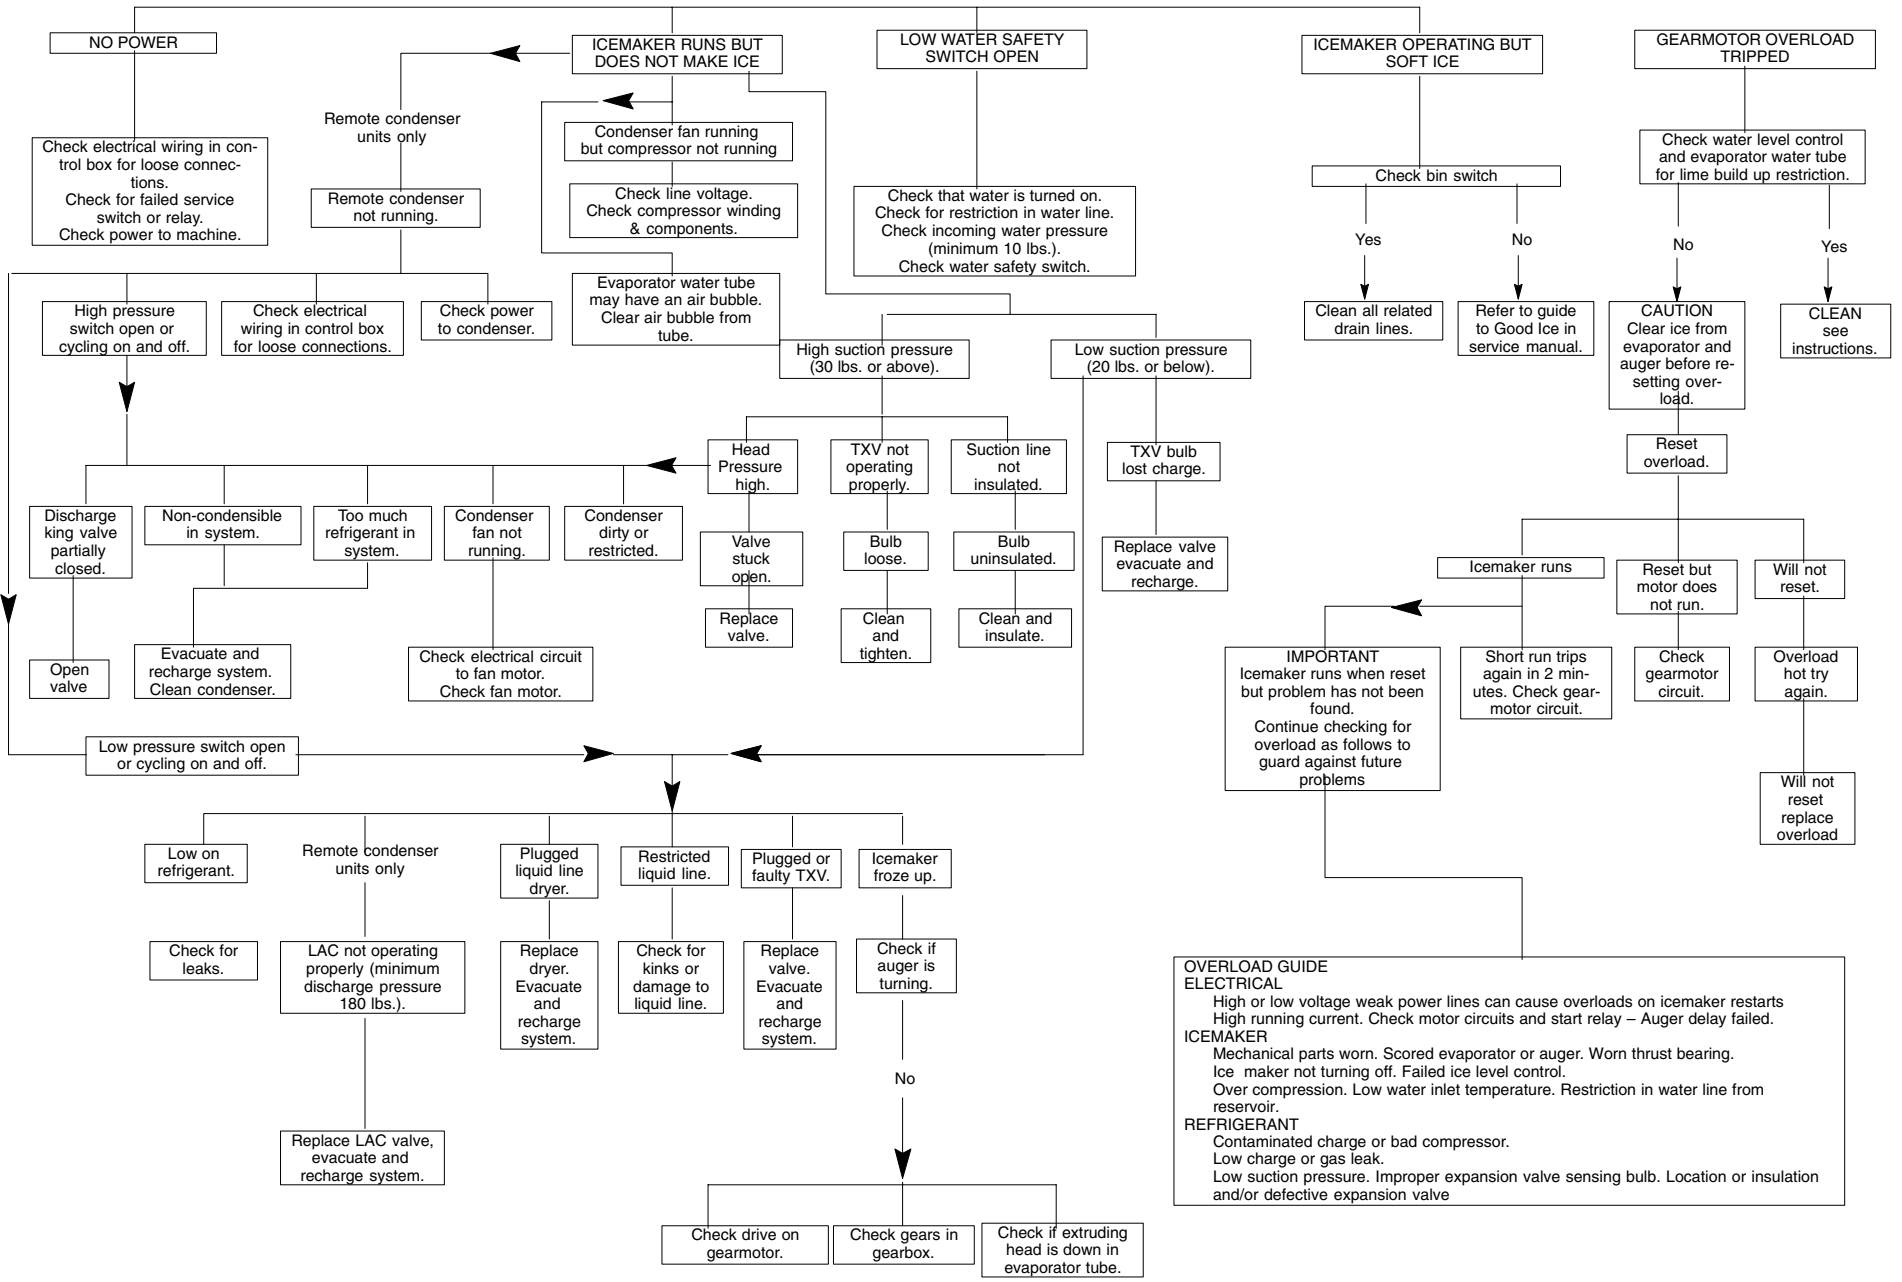 NO POWER
ICEMAKER RUNS BUT
DOES NOT MAKE ICE
LOW WATER SAFETY
SWITCH OPEN
ICEMAKER OPERATING BUT
SOFT ICE
GEARMOTOR OVERLOAD
TRIPPED
Check electrical wiring in con-
trol box for loose connec-
tions.
Check for failed service
switch or relay.
Check power to machine.
Remote condenser
units only
Remote condenser
not running.
Condenser fan running
but compressor not running
Check line voltage.
Check compressor winding
& components.
Check that water is turned on.
Check for restriction in water line.
Check incoming water pressure
(minimum 10 lbs.).
Check water safety switch.
Check bin switch
Yes
No
Check water level control
and evaporator water tube
for lime build up restriction.
No
Yes
High pressure
switch open or
cycling on and off.
Check electrical
wiring in control box
for loose connections.
Check power
to condenser.
Evaporator water tube
may have an air bubble.
Clear air bubble from
tube.
Clean all related
drain lines.
Refer to guide
to Good Ice in
service manual.
CAUTION
Clear ice from
evaporator and
auger before re-
setting over-
load.
CLEAN
see
instructions.
High suction pressure
(30 lbs. or above).
Low suction pressure
(20 lbs. or below).
Head
Pressure
high.
TXV not
operating
properly.
Suction line
not
insulated.
TXV bulb
lost charge.
Reset
overload.
Discharge
king valve
partially
closed.
Non-condensible
in system.
Too much
refrigerant in
system.
Condenser
fan not
running.
Condenser
dirty or
restricted.
Valve
stuck
open.
Bulb
loose.
Bulb
uninsulated.
Replace valve
evacuate and
recharge.
Icemaker runs
Reset but
motor does
not run.
Will not
reset.
Replace
valve.
Clean
and
tighten.
Clean and
insulate.
Open
valve
Evacuate and
recharge system.
Clean condenser.
Check electrical circuit
to fan motor.
Check fan motor.
IMPORTANT
Icemaker runs when reset
but problem has not been
found.
Continue checking for
overload as follows to
guard against future
problems
Short run trips
again in 2 min-
utes. Check gear-
motor circuit.
Check
gearmotor
circuit.
Overload
hot try
again.
Low pressure switch open
or cycling on and off.
Will not
reset
replace
overload
Low on
refrigerant.
Remote condenser
units only
Plugged
liquid line
dryer.
Restricted
liquid line.
Plugged or
faulty TXV.
Icemaker
froze up.
Check for
leaks.
LAC not operating
properly (minimum
discharge pressure
180 lbs.).
Replace
dryer.
Evacuate
and
recharge
system.
Check for
kinks or
damage to
liquid line.
Replace
valve.
Evacuate
and
recharge
system.
Check if
auger is
turning.
No
Replace LAC valve,
evacuate and
recharge system.
Check drive on
gearmotor.
Check gears in
gearbox.
Check if extruding
head is down in
evaporator tube.
OVERLOAD GUIDE
ELECTRICAL
High or low voltage weak power lines can cause overloads on icemaker restarts
High running current. Check motor circuits and start relay – Auger delay failed.
ICEMAKER
Mechanical parts worn. Scored evaporator or auger. Worn thrust bearing.
Ice maker not turning off. Failed ice level control.
Over compression. Low water inlet temperature. Restriction in water line from
reservoir.
REFRIGERANT
Contaminated charge or bad compressor.
Low charge or gas leak.
Low suction pressure. Improper expansion valve sensing bulb. Location or insulation
and/or defective expansion valve